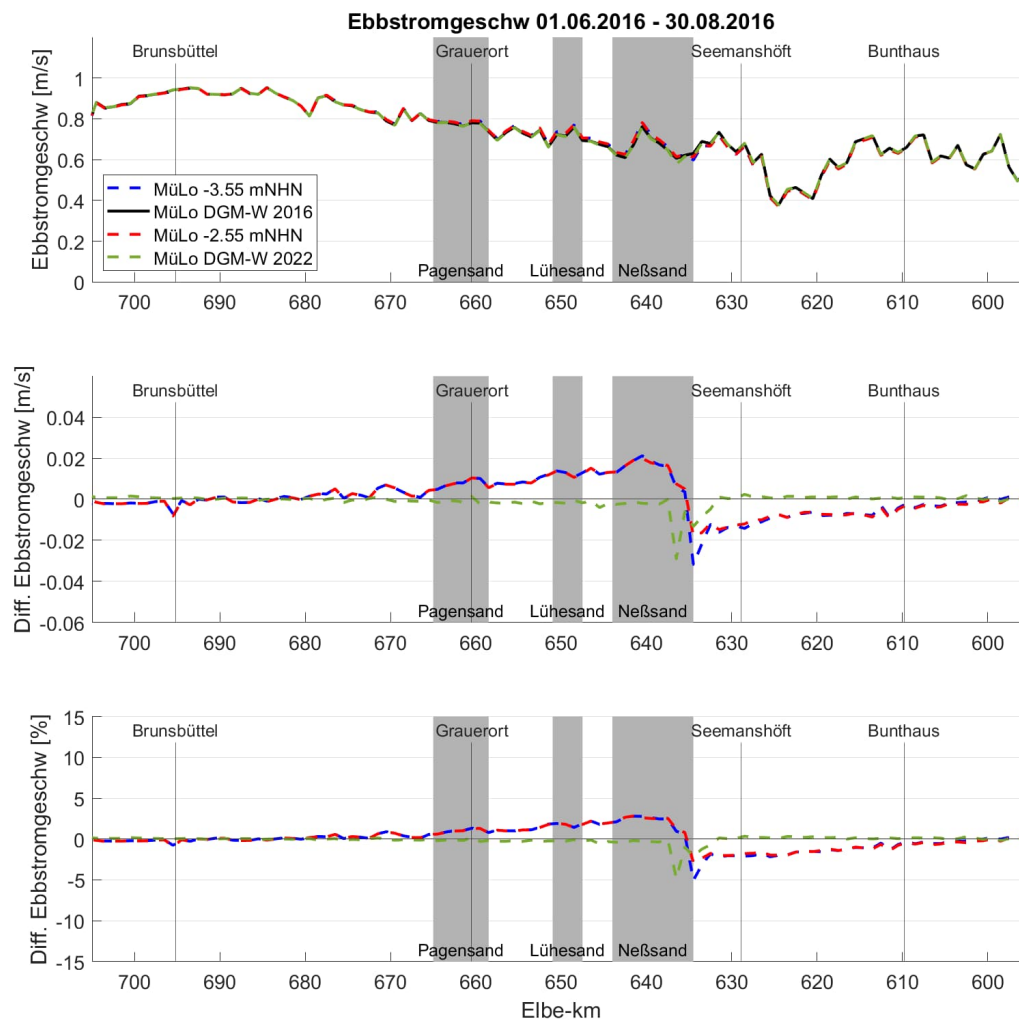 Ebbstromgeschw 01.06.2016 - 30.08.2016
Brunsbüttel Grauerort Seemanshöft Bunthaus
Ebbstromgeschw [m/s]
1
0.8
0.6
0.4
0.2
0
MüLo -3.55 mNHN
MüLo DGM-W 2016
MüLo -2.55 mNHN
MüLo DGM-W 2022
Pagensand Lühesand Neßsand
700 690 680 670 660 650 640 630 620 610 600
Brunsbüttel Grauerort Seemanshöft Bunthaus
Diff. Ebbstromgeschw [m/s]
0.04
0.02
0
-0.02
-0.04
-0.06
Pagensand Lühesand Neßsand
700 690 680 670 660 650 640 630 620 610 600
Brunsbüttel Grauerort Seemanshöft Bunthaus
Diff. Ebbstromgeschw [%]
15
10
5
0
-5
-10
-15
Pagensand Lühesand Neßsand
700 690 680 670 660 650 640 630 620 610 600
Elbe-km